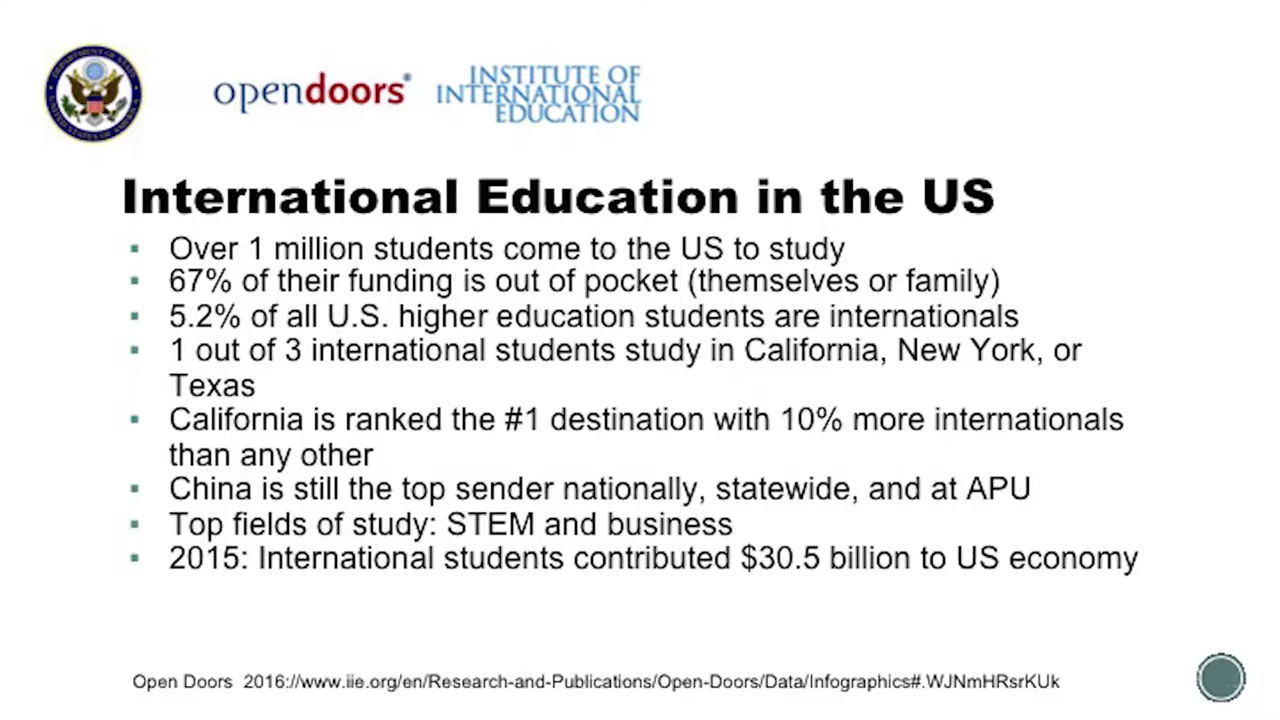 opendoors®
INSTITUTE OF
INTERNATIONAL
EDUCATION
International Education in the US
▪ Over 1 million students come to the US to study
▪ 67% of their funding is out of pocket (themselves or family)
▪ 5.2% of all U.S. higher education students are internationals
▪ 1 out of 3 international students study in California, New York, or
Texas
▪ California is ranked the #1 destination with 10% more internationals
than any other
▪ China is still the top sender nationally, statewide, and at APU
▪ Top fields of study: STEM and business
▪ 2015: International students contributed $30.5 billion to US economy
Open Doors 2016://www.iie.org/en/Research-and-Publications/Open-Doors/Data/Infographics#.WJNmHRsrKUk